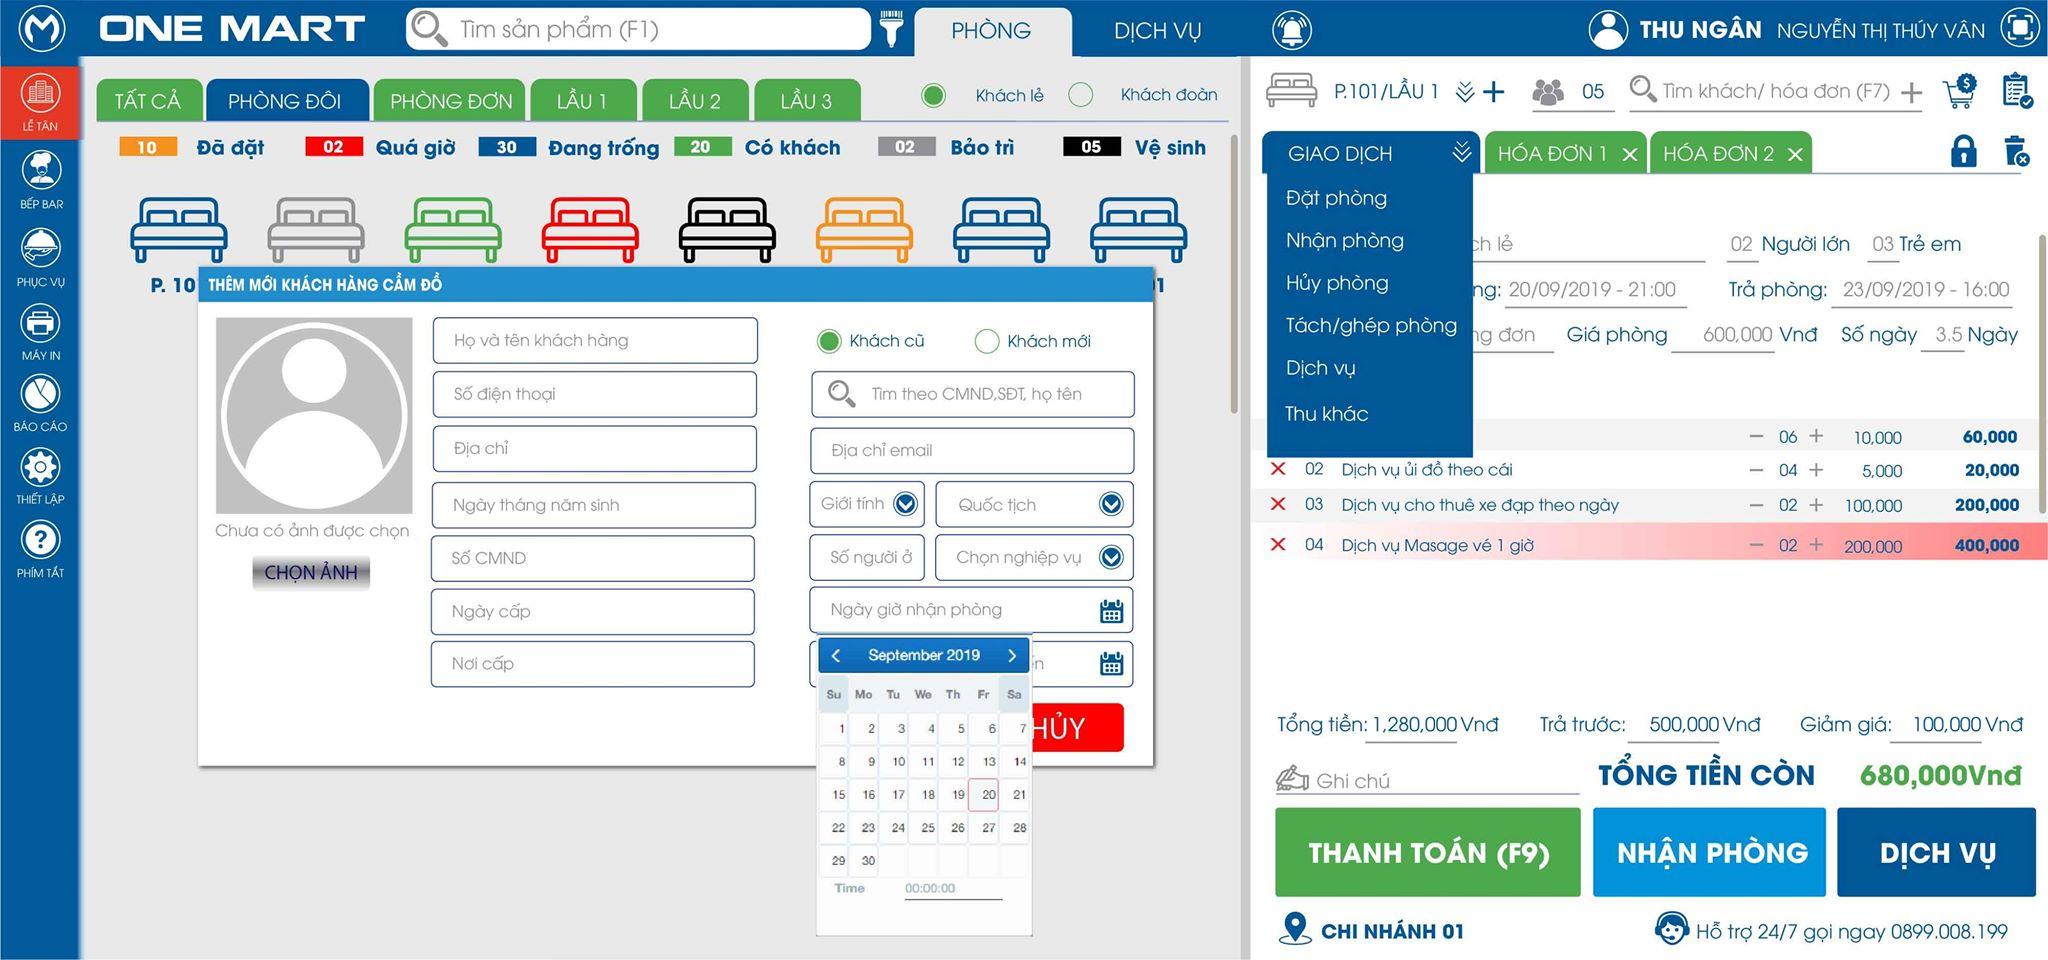 ONE MART
Tìm sản phẩm (F1)
PHÒNG
DỊCH VỤ
THU NGÂN NGUYỄN THỊ THÚY VÂN
LỄ TÂN
BẾP BAR
PHỤC VỤ
MÁY IN
BÁO CÁO
THIẾT LẬP
?
PHÍM TẮT
TẤT CẢ
PHÒNG ĐÔI
PHÒNG ĐƠN
LẦU 1
LẦU 2
LẦU 3
Khách lẻ
Khách đoàn
10 Đã đặt
02 Quá giờ
30 Đang trống
20 Có khách
02 Bảo trì
05 Vệ sinh
P. 10
01
THÊM MỚI KHÁCH HÀNG CẦM ĐỒ
Chưa có ảnh được chọn
CHỌN ẢNH
Họ và tên khách hàng
Số điện thoại
Địa chỉ
Ngày tháng năm sinh
Số CMND
Ngày cấp
Nơi cấp
Khách cũ
Khách mới
Tìm theo CMND,SĐT, họ tên
Địa chỉ email
Giới tính
Quốc tịch
Số người ở
Chọn nghiệp vụ
Ngày giờ nhận phòng
September 2019
Su Mo Tu We Th Fr Sa
1 2 3 4 5 6 7
8 9 10 11 12 13 14
15 16 17 18 19 20 21
22 23 24 25 26 27 28
29 30
Time 00:00:00
HỦY
P.101/LẦU 1
05
Tìm khách/ hóa đơn (F7)
GIAO DỊCH
HÓA ĐƠN 1
HÓA ĐƠN 2
Đặt phòng
Nhận phòng
Hủy phòng
Tách/ghép phòng
Dịch vụ
Thu khác
ch lẻ
02 Người lớn
03 Trẻ em
ng: 20/09/2019 - 21:00
Trả phòng: 23/09/2019 - 16:00
ng đơn
Giá phòng 600,000 Vnđ
Số ngày 3.5 Ngày
— 06 + 10,000 60,000
02 Dịch vụ ủi đồ theo cái — 04 + 5,000 20,000
03 Dịch vụ cho thuê xe đạp theo ngày — 02 + 100,000 200,000
04 Dịch vụ Masage vé 1 giờ — 02 + 200,000 400,000
Tổng tiền: 1,280,000 Vnđ
Trả trước: 500,000 Vnđ
Giảm giá: 100,000 Vnđ
Ghi chú
TỔNG TIỀN CÒN 680,000Vnđ
THANH TOÁN (F9)
NHẬN PHÒNG
DỊCH VỤ
CHI NHÁNH 01
Hỗ trợ 24/7 gọi ngay 0899.008.199